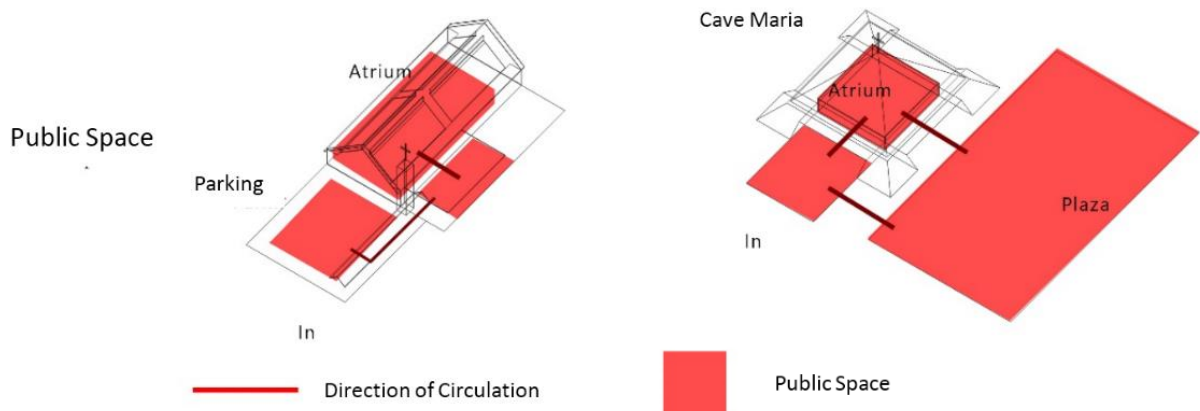 Public Space
Atrium
Parking
In
Cave Maria
Atrium
Plaza
In
Direction of Circulation
Public Space